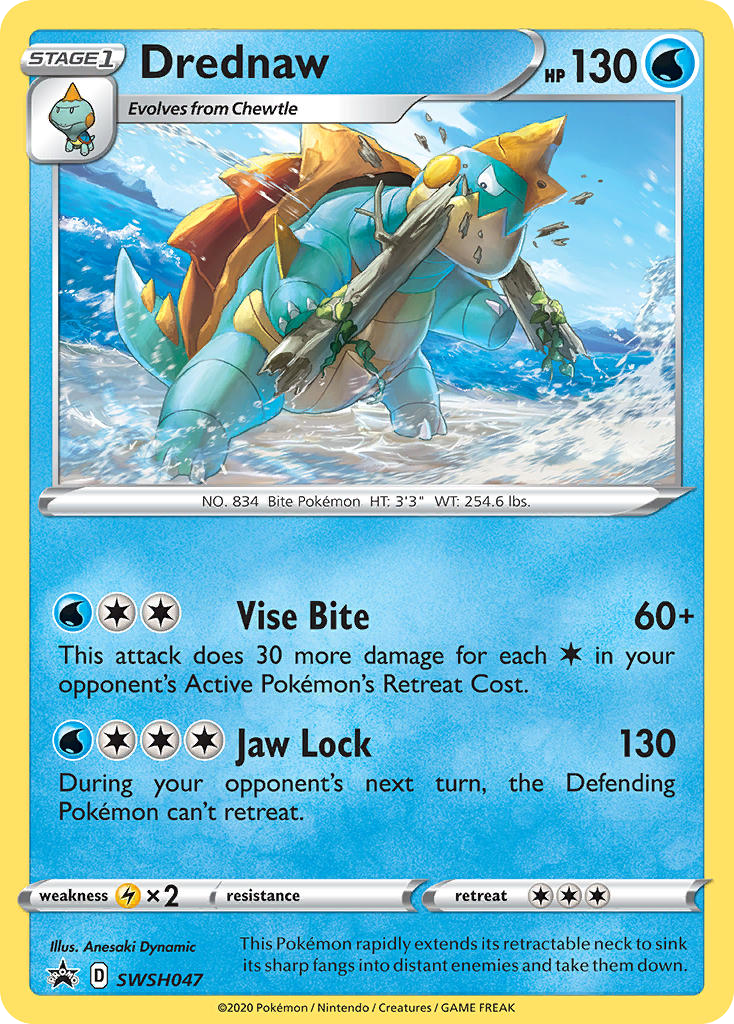 STAGE1
Drednaw
HP 130
Evolves from Chewtle
NO. 834 Bite Pokémon HT: 3'3" WT: 254.6 lbs.
Vise Bite 60+
This attack does 30 more damage for each in your
opponent's Active Pokémon's Retreat Cost.
Jaw Lock 130
During your opponent's next turn, the Defending
Pokémon can't retreat.
weakness ×2 resistance retreat
Illus. Anesaki Dynamic
This Pokémon rapidly extends its retractable neck to sink
its sharp fangs into distant enemies and take them down.
D SWSH047
©2020 Pokémon / Nintendo / Creatures / GAME FREAK